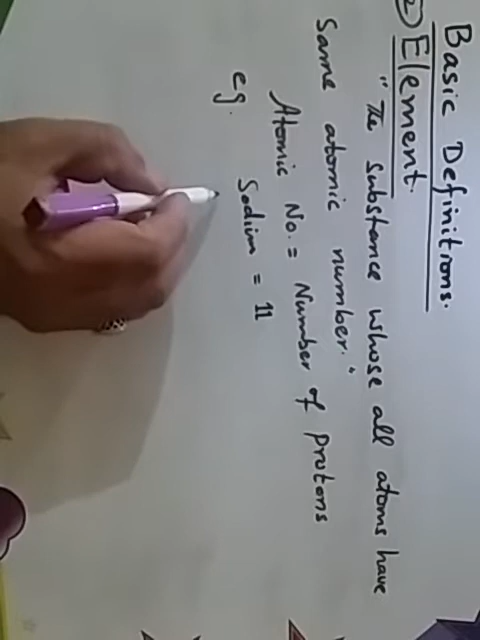 Basic Definitions.
② Element.
"The substance whose all atoms have
same atomic number."
Atomic No. = Number of protons
eg. Sodium = 11